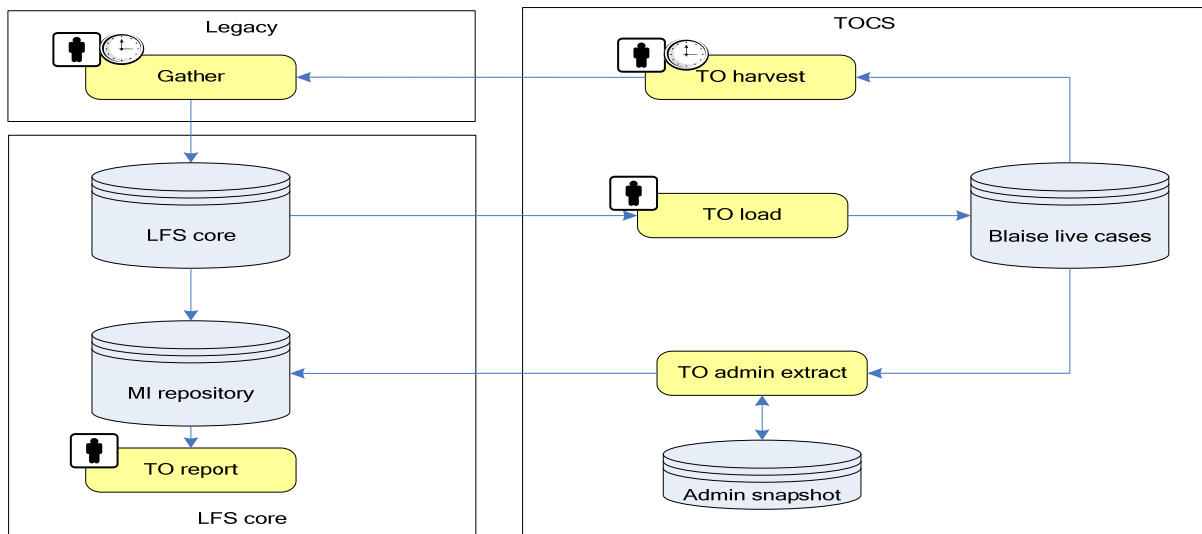 Legacy
Gather
TOCS
TO harvest
LFS core
TO load
Blaise live cases
MI repository
TO admin extract
TO report
Admin snapshot
LFS core